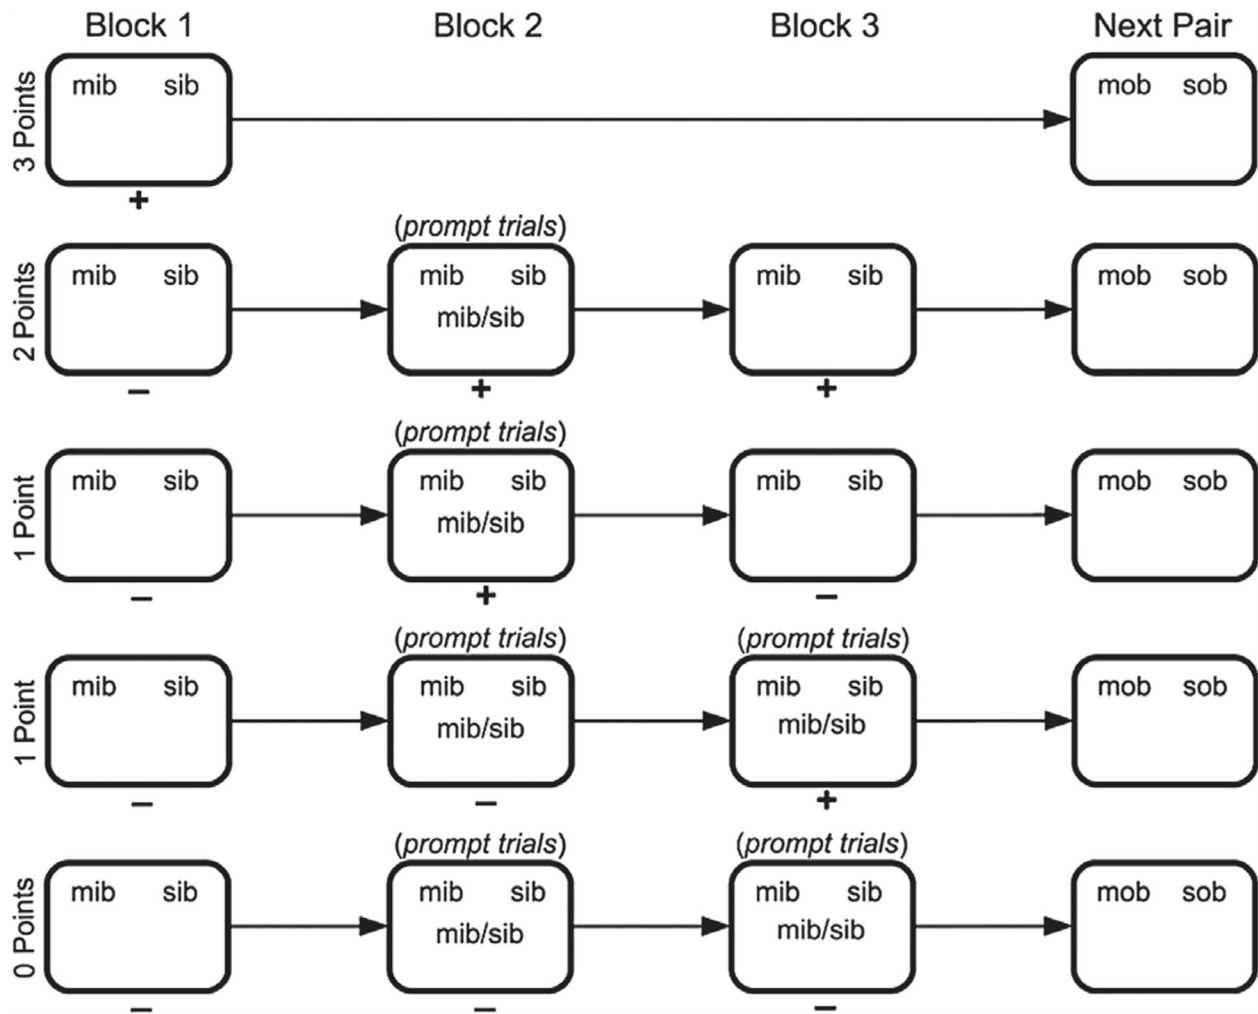 Block 1 Block 2 Block 3 Next Pair
3 Points
mib sib mob sob
+
(prompt trials)
2 Points
mib sib mib sib mib sib mob sob
mib/sib
– + +
(prompt trials)
1 Point
mib sib mib sib mib sib mob sob
mib/sib
– + –
(prompt trials) (prompt trials)
1 Point
mib sib mib sib mib sib mob sob
mib/sib mib/sib
– – +
(prompt trials) (prompt trials)
0 Points
mib sib mib sib mib sib mob sob
mib/sib mib/sib
– – –